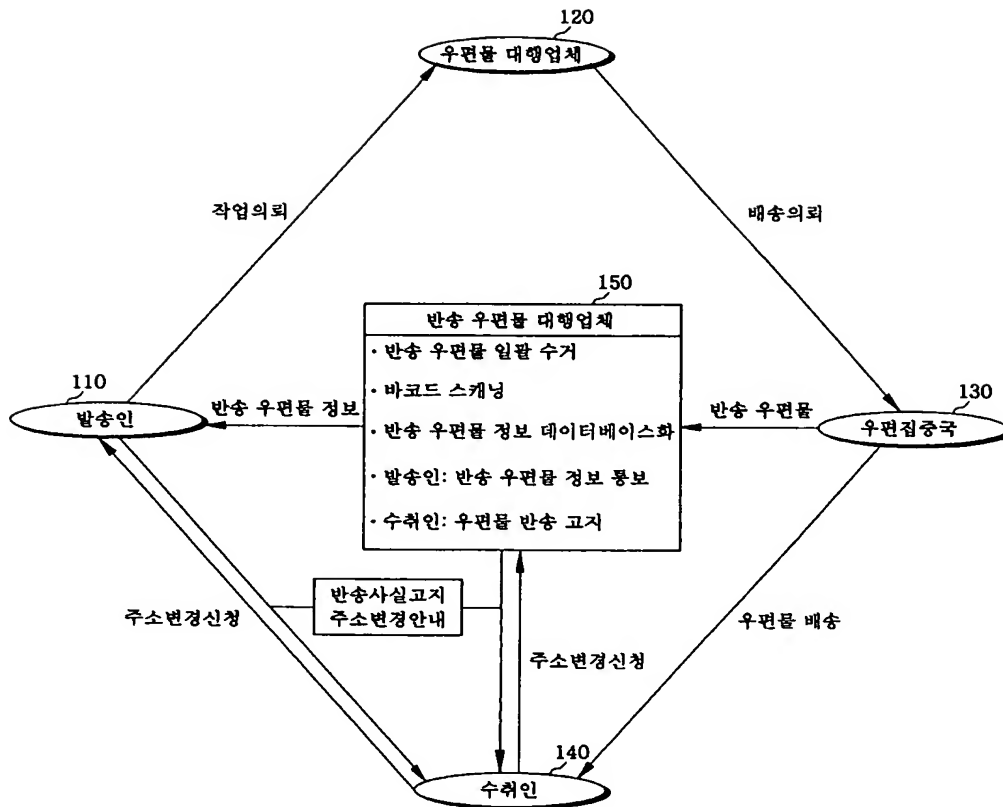 120
우편물 대행업체
작업의뢰
배송의뢰
150
반송 우편물 대행업체
· 반송 우편물 일괄 수거
· 바코드 스캐닝
· 반송 우편물 정보 데이터베이스화
· 발송인: 반송 우편물 정보 통보
· 수취인: 우편물 반송 고지
110
발송인
반송 우편물 정보
반송 우편물
130
우편집중국
반송사실고지
주소변경안내
주소변경신청
우편물 배송
주소변경신청
140
수취인